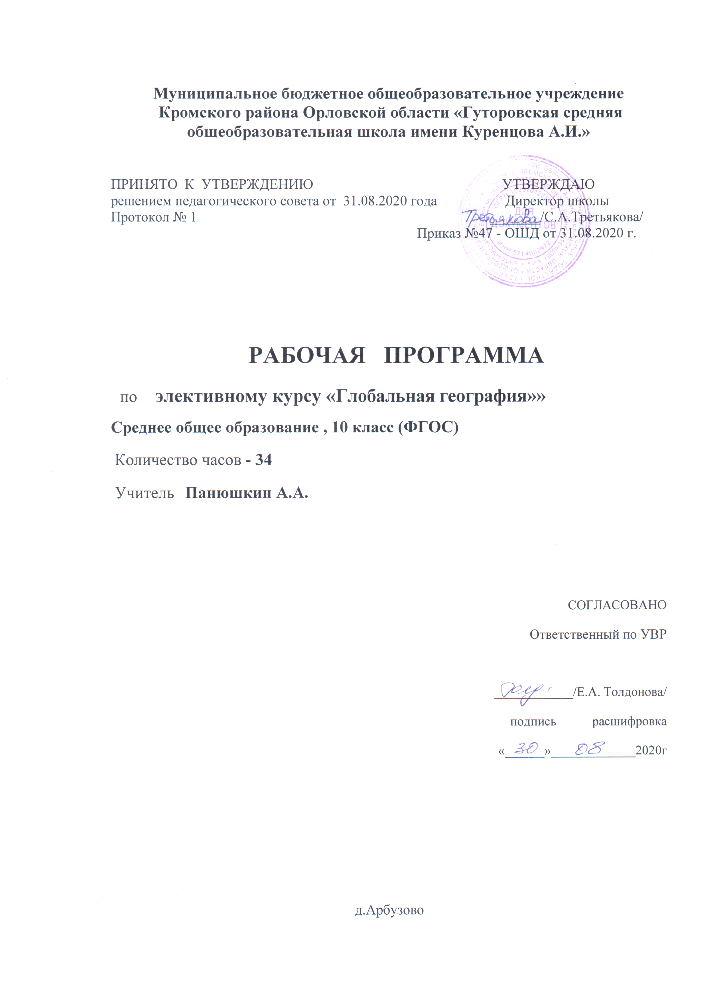 Муниципальное бюджетное общеобразовательное учреждение
Кромского района Орловской области «Гуторовская средняя
общеобразовательная школа имени Куренцова А.И.»
ПРИНЯТО К УТВЕРЖДЕНИЮ УТВЕРЖДАЮ
решением педагогического совета от 31.08.2020 года Директор школы
Протокол № 1 Третьякова /С.А.Третьякова/
Приказ №47 - ОШД от 31.08.2020 г.
ДЛЯ
ДОКУМЕНТОВ
ИНН 5714002972
РАБОЧАЯ ПРОГРАММА
по элективному курсу «Глобальная география»»
Среднее общее образование , 10 класс (ФГОС)
Количество часов - 34
Учитель Панюшкин А.А.
СОГЛАСОВАНО
Ответственный по УВР
/Е.А. Толдонова/
подпись расшифровка
«30» 08 2020г
д.Арбузово